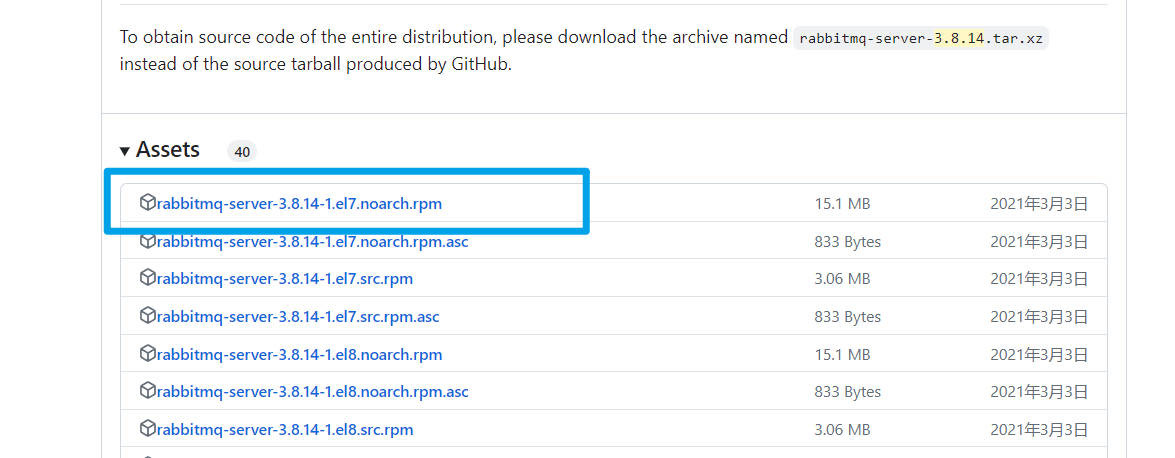 To obtain source code of the entire distribution, please download the archive named rabbitmq-server-3.8.14.tar.xz
instead of the source tarball produced by GitHub.
Assets 40
rabbitmq-server-3.8.14-1.el7.noarch.rpm 15.1 MB 2021年3月3日
rabbitmq-server-3.8.14-1.el7.noarch.rpm.asc 833 Bytes 2021年3月3日
rabbitmq-server-3.8.14-1.el7.src.rpm 3.06 MB 2021年3月3日
rabbitmq-server-3.8.14-1.el7.src.rpm.asc 833 Bytes 2021年3月3日
rabbitmq-server-3.8.14-1.el8.noarch.rpm 15.1 MB 2021年3月3日
rabbitmq-server-3.8.14-1.el8.noarch.rpm.asc 833 Bytes 2021年3月3日
rabbitmq-server-3.8.14-1.el8.src.rpm 3.06 MB 2021年3月3日